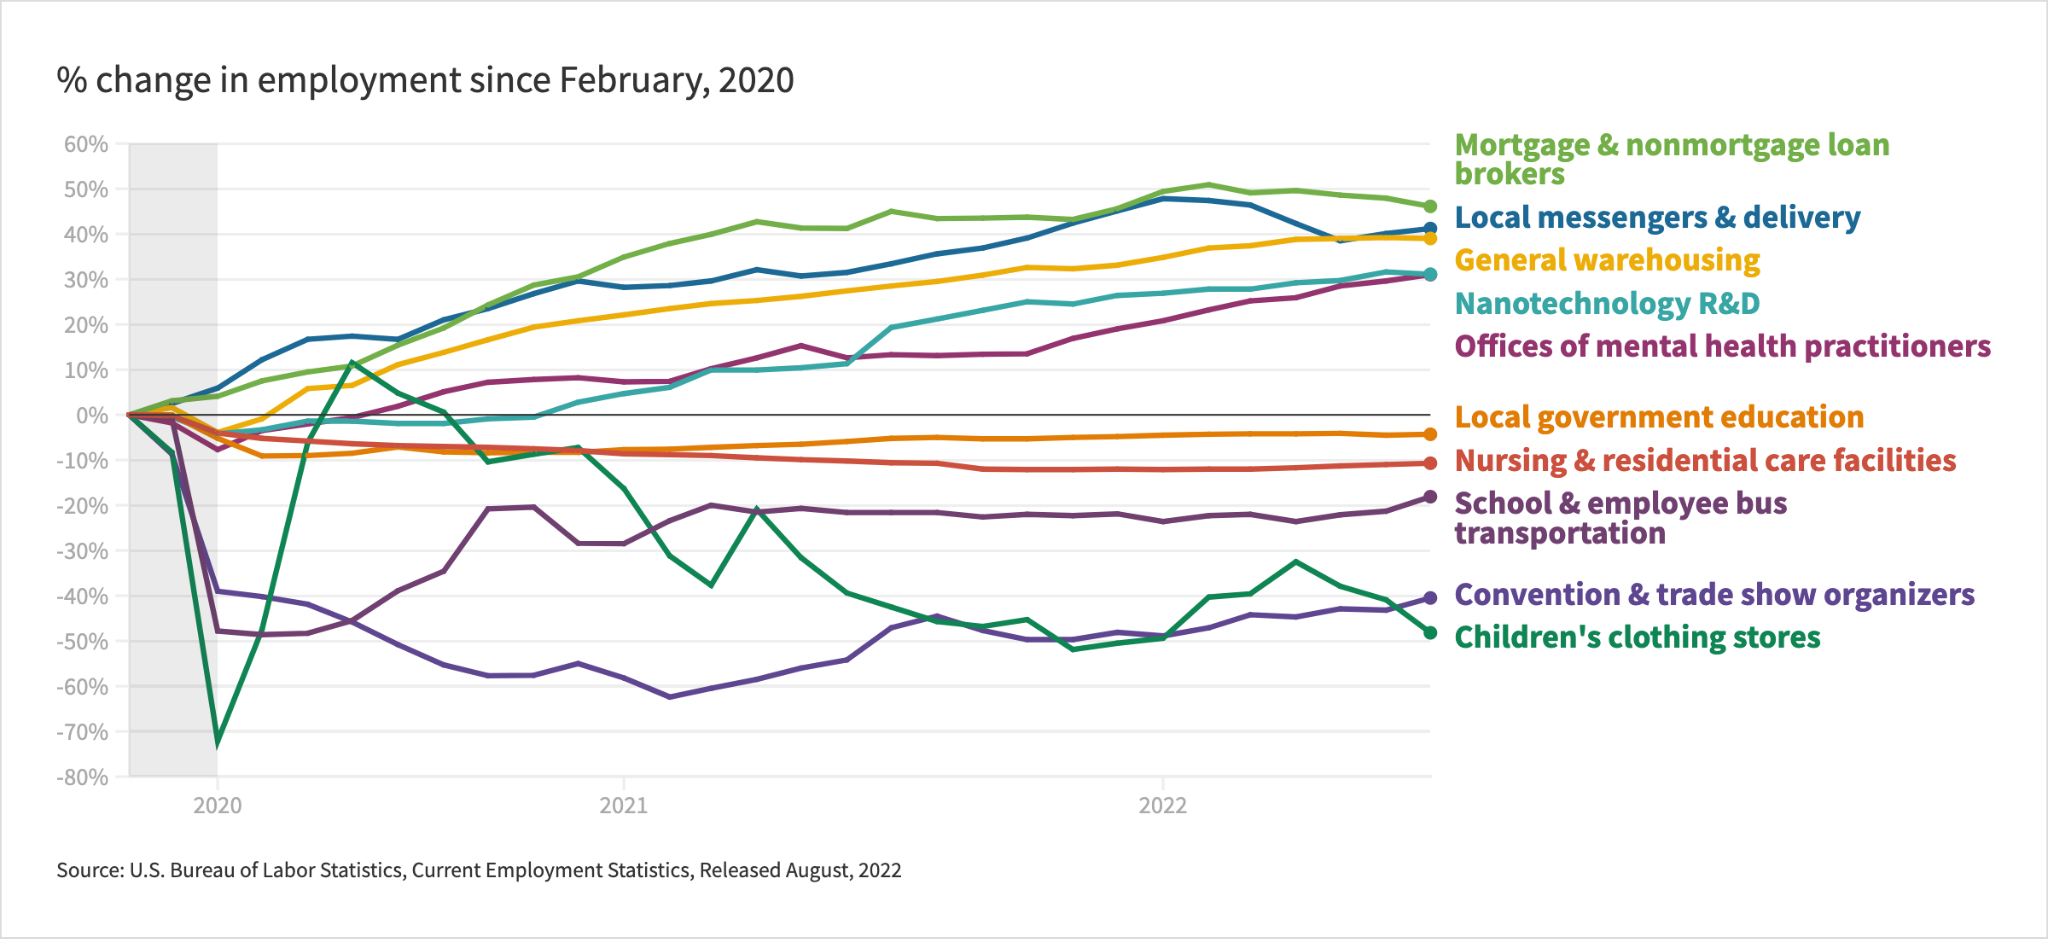 % change in employment since February, 2020
60%
50%
40%
30%
20%
10%
0%
-10%
-20%
-30%
-40%
-50%
-60%
-70%
-80%
2020
2021
2022
Mortgage & nonmortgage loan
brokers
Local messengers & delivery
General warehousing
Nanotechnology R&D
Offices of mental health practitioners
Local government education
Nursing & residential care facilities
School & employee bus
transportation
Convention & trade show organizers
Children's clothing stores
Source: U.S. Bureau of Labor Statistics, Current Employment Statistics, Released August, 2022